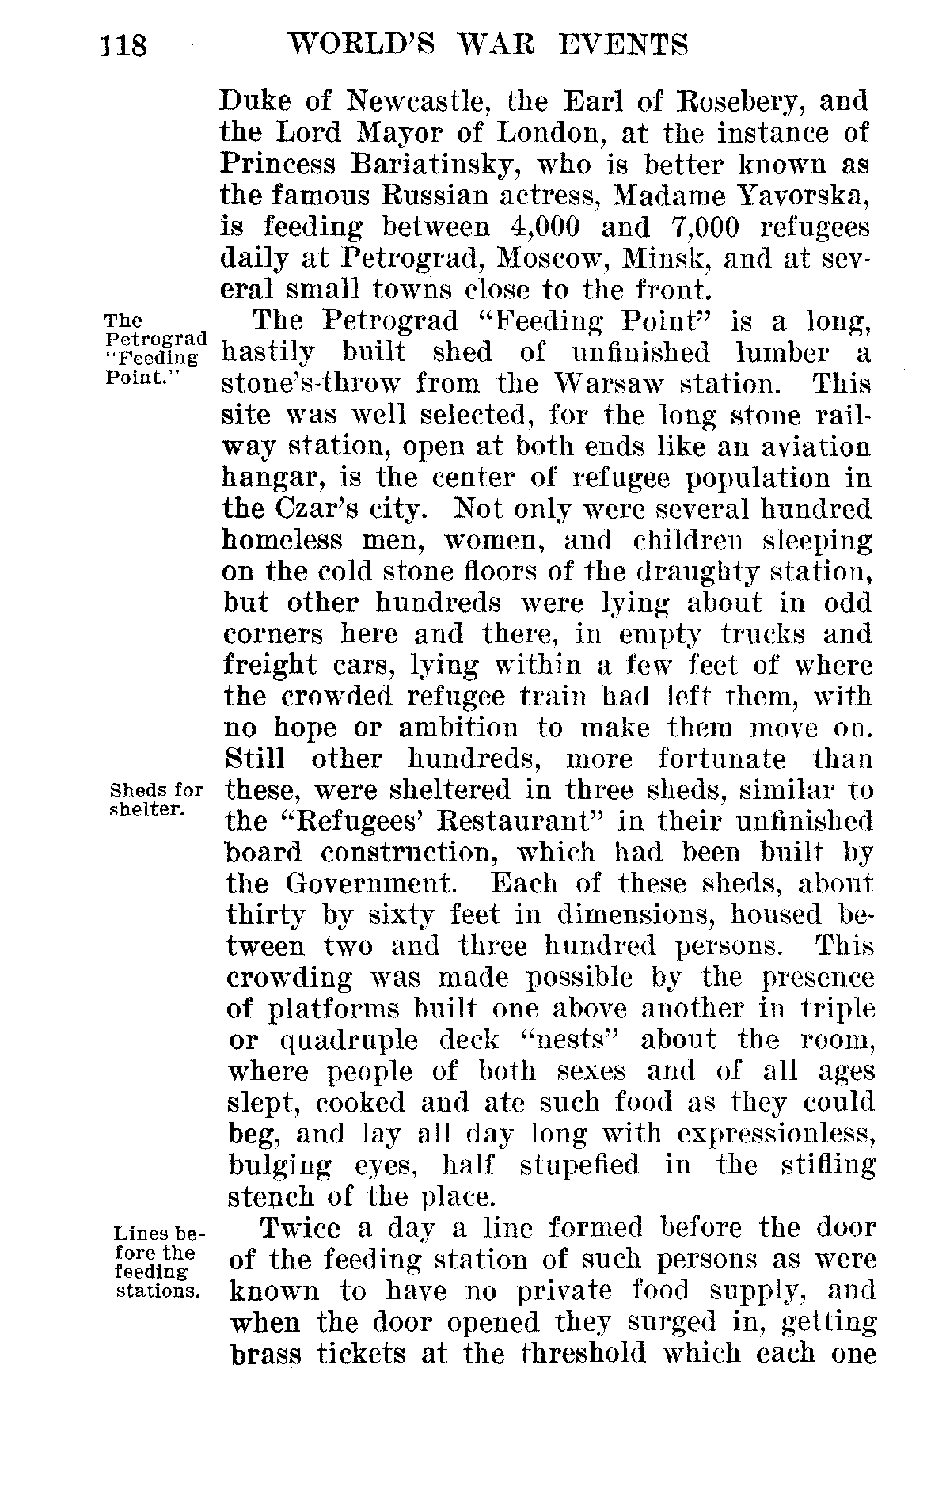 118 WORLD'S WAR EVENTS
Duke of Newcastle, the Earl of Rosebery, and
the Lord Mayor of London, at the instance of
Princess Bariatinsky, who is better known as
the famous Russian actress, Madame Yavorska,
is feeding between 4,000 and 7,000 refugees
daily at Petrograd, Moscow, Minsk, and at sev-
eral small towns close to the front.
The
Petrograd
"Feeding
Point."
The Petrograd "Feeding Point" is a long,
hastily built shed of unfinished lumber a
stone's-throw from the Warsaw station. This
site was well selected, for the long stone rail-
way station, open at both ends like an aviation
hangar, is the center of refugee population in
the Czar's city. Not only were several hundred
homeless men, women, and children sleeping
on the cold stone floors of the draughty station,
but other hundreds were lying about in odd
corners here and there, in empty trucks and
freight cars, lying within a few feet of where
the crowded refugee train had left them, with
no hope or ambition to make them move on.
Still other hundreds, more fortunate than
Sheds for
shelter.
these, were sheltered in three sheds, similar to
the "Refugees' Restaurant" in their unfinished
board construction, which had been built by
the Government. Each of these sheds, about
thirty by sixty feet in dimensions, housed be-
tween two and three hundred persons. This
crowding was made possible by the presence
of platforms built one above another in triple
or quadruple deck "nests" about the room,
where people of both sexes and of all ages
slept, cooked and ate such food as they could
beg, and lay all day long with expressionless,
bulging eyes, half stupefied in the stifling
stench of the place.
Lines be-
fore the
feeding
stations.
Twice a day a line formed before the door
of the feeding station of such persons as were
known to have no private food supply, and
when the door opened they surged in, getting
brass tickets at the threshold which each one